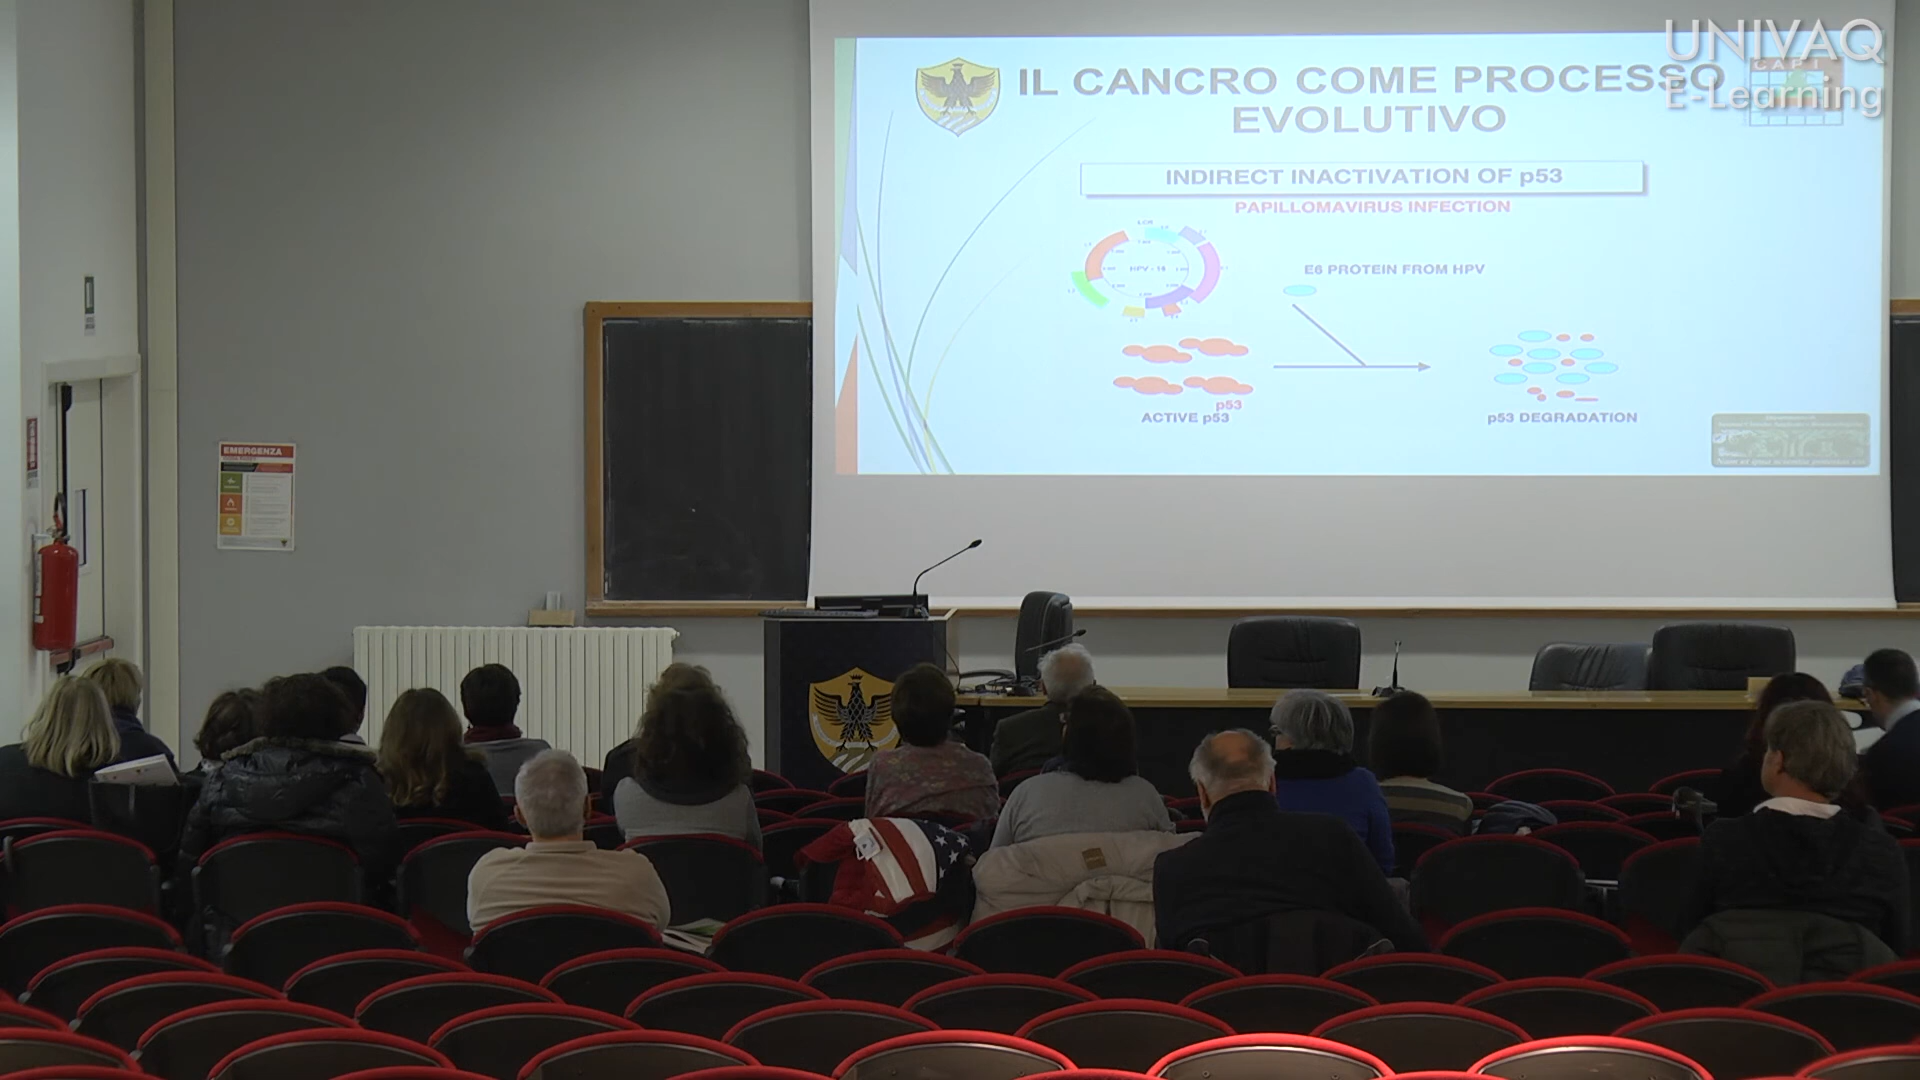 UNIVAQ
E-Learning
IL CANCRO COME PROCESSO
EVOLUTIVO
INDIRECT INACTIVATION OF p53
PAPILLOMAVIRUS INFECTION
E6 PROTEIN FROM HPV
p53
ACTIVE p53
p53 DEGRADATION
EMERGENZA